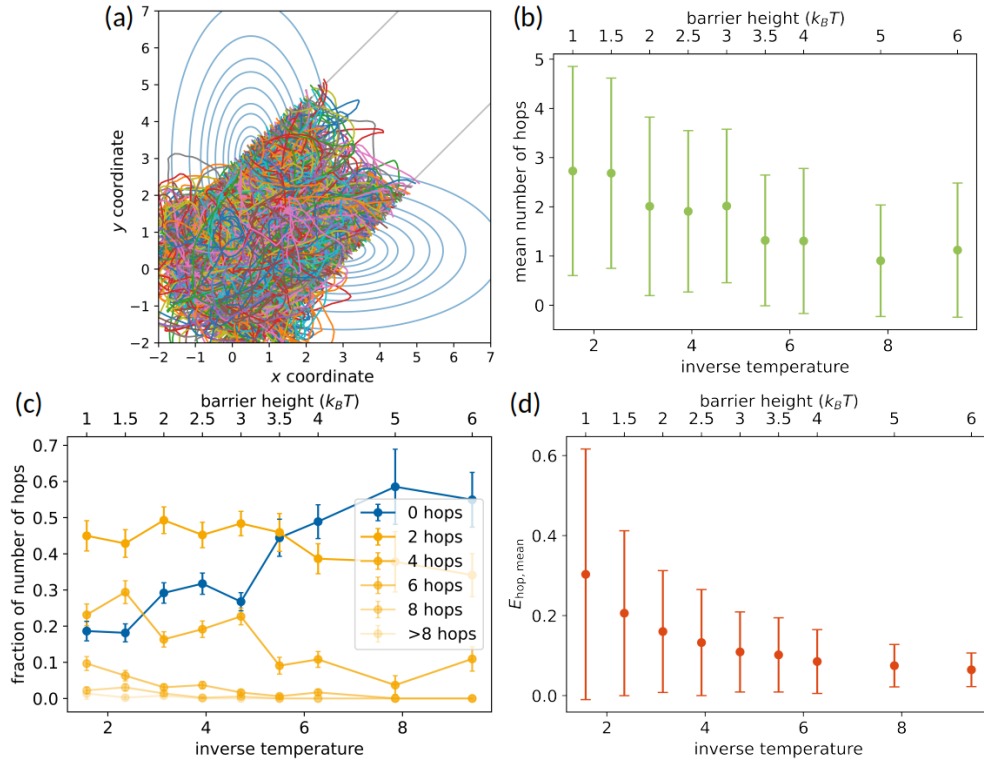 (a)
7
6
5
4
3
2
1
0
−1
−2
y coordinate
−2 −1 0 1 2 3 4 5 6 7
x coordinate
(b)
barrier height (kBT)
1 1.5 2 2.5 3 3.5 4 5 6
5
4
3
2
1
0
mean number of hops
2 4 6 8
inverse temperature
(c)
barrier height (kBT)
1 1.5 2 2.5 3 3.5 4 5 6
0.7
0.6
0.5
0.4
0.3
0.2
0.1
0.0
fraction of number of hops
0 hops
2 hops
4 hops
6 hops
8 hops
>8 hops
2 4 6 8
inverse temperature
(d)
barrier height (kBT)
1 1.5 2 2.5 3 3.5 4 5 6
0.6
0.4
0.2
0.0
Ehop, mean
2 4 6 8
inverse temperature